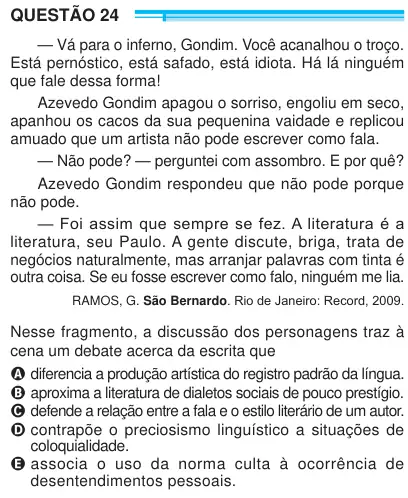 QUESTÃO 24
— Vá para o inferno, Gondim. Você acanalhou o troço.
Está pernóstico, está safado, está idiota. Há lá ninguém
que fale dessa forma!
Azevedo Gondim apagou o sorriso, engoliu em seco,
apanhou os cacos da sua pequenina vaidade e replicou
amuado que um artista não pode escrever como fala.
— Não pode? — perguntei com assombro. E por quê?
Azevedo Gondim respondeu que não pode porque
não pode.
— Foi assim que sempre se fez. A literatura é a
literatura, seu Paulo. A gente discute, briga, trata de
negócios naturalmente, mas arranjar palavras com tinta é
outra coisa. Se eu fosse escrever como falo, ninguém me lia.
RAMOS, G. São Bernardo. Rio de Janeiro: Record, 2009.
Nesse fragmento, a discussão dos personagens traz à
cena um debate acerca da escrita que
A diferencia a produção artística do registro padrão da língua.
B aproxima a literatura de dialetos sociais de pouco prestígio.
C defende a relação entre a fala e o estilo literário de um autor.
D contrapõe o preciosismo linguístico a situações de
coloquialidade.
E associa o uso da norma culta à ocorrência de
desentendimentos pessoais.